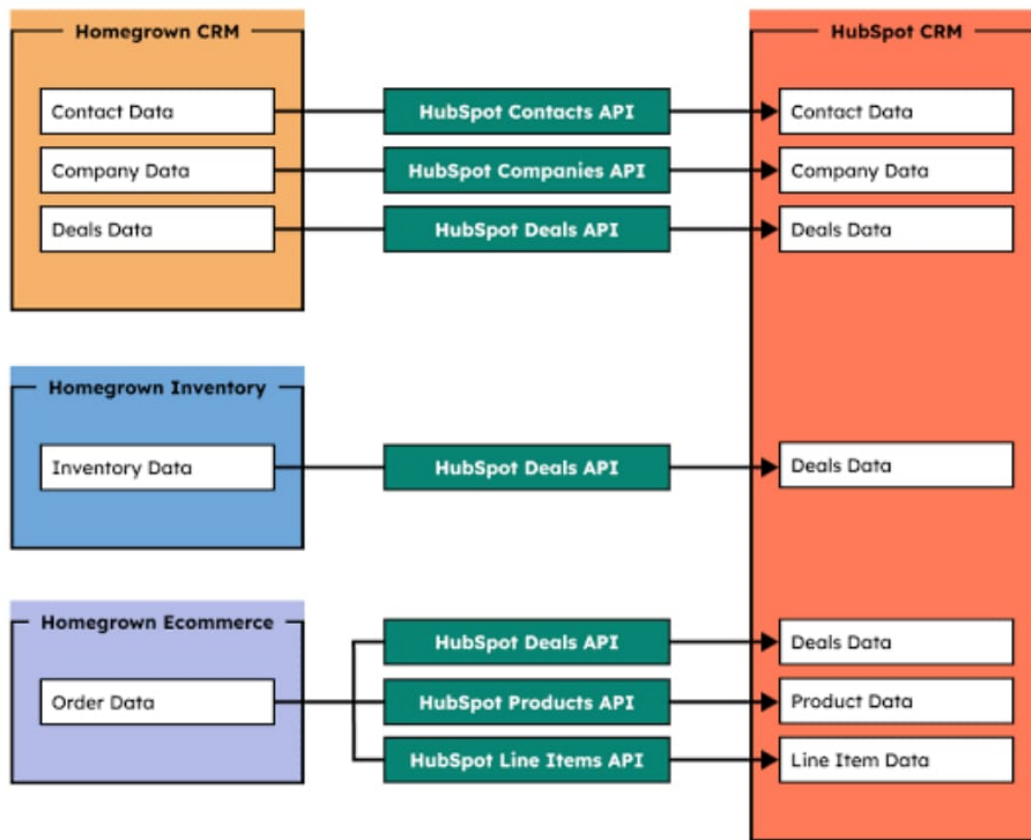 Homegrown CRM
HubSpot CRM
Contact Data
HubSpot Contacts API
Contact Data
Company Data
HubSpot Companies API
Company Data
Deals Data
HubSpot Deals API
Deals Data
Homegrown Inventory
Inventory Data
HubSpot Deals API
Deals Data
Homegrown Ecommerce
HubSpot Deals API
Deals Data
Order Data
HubSpot Products API
Product Data
HubSpot Line Items API
Line Item Data